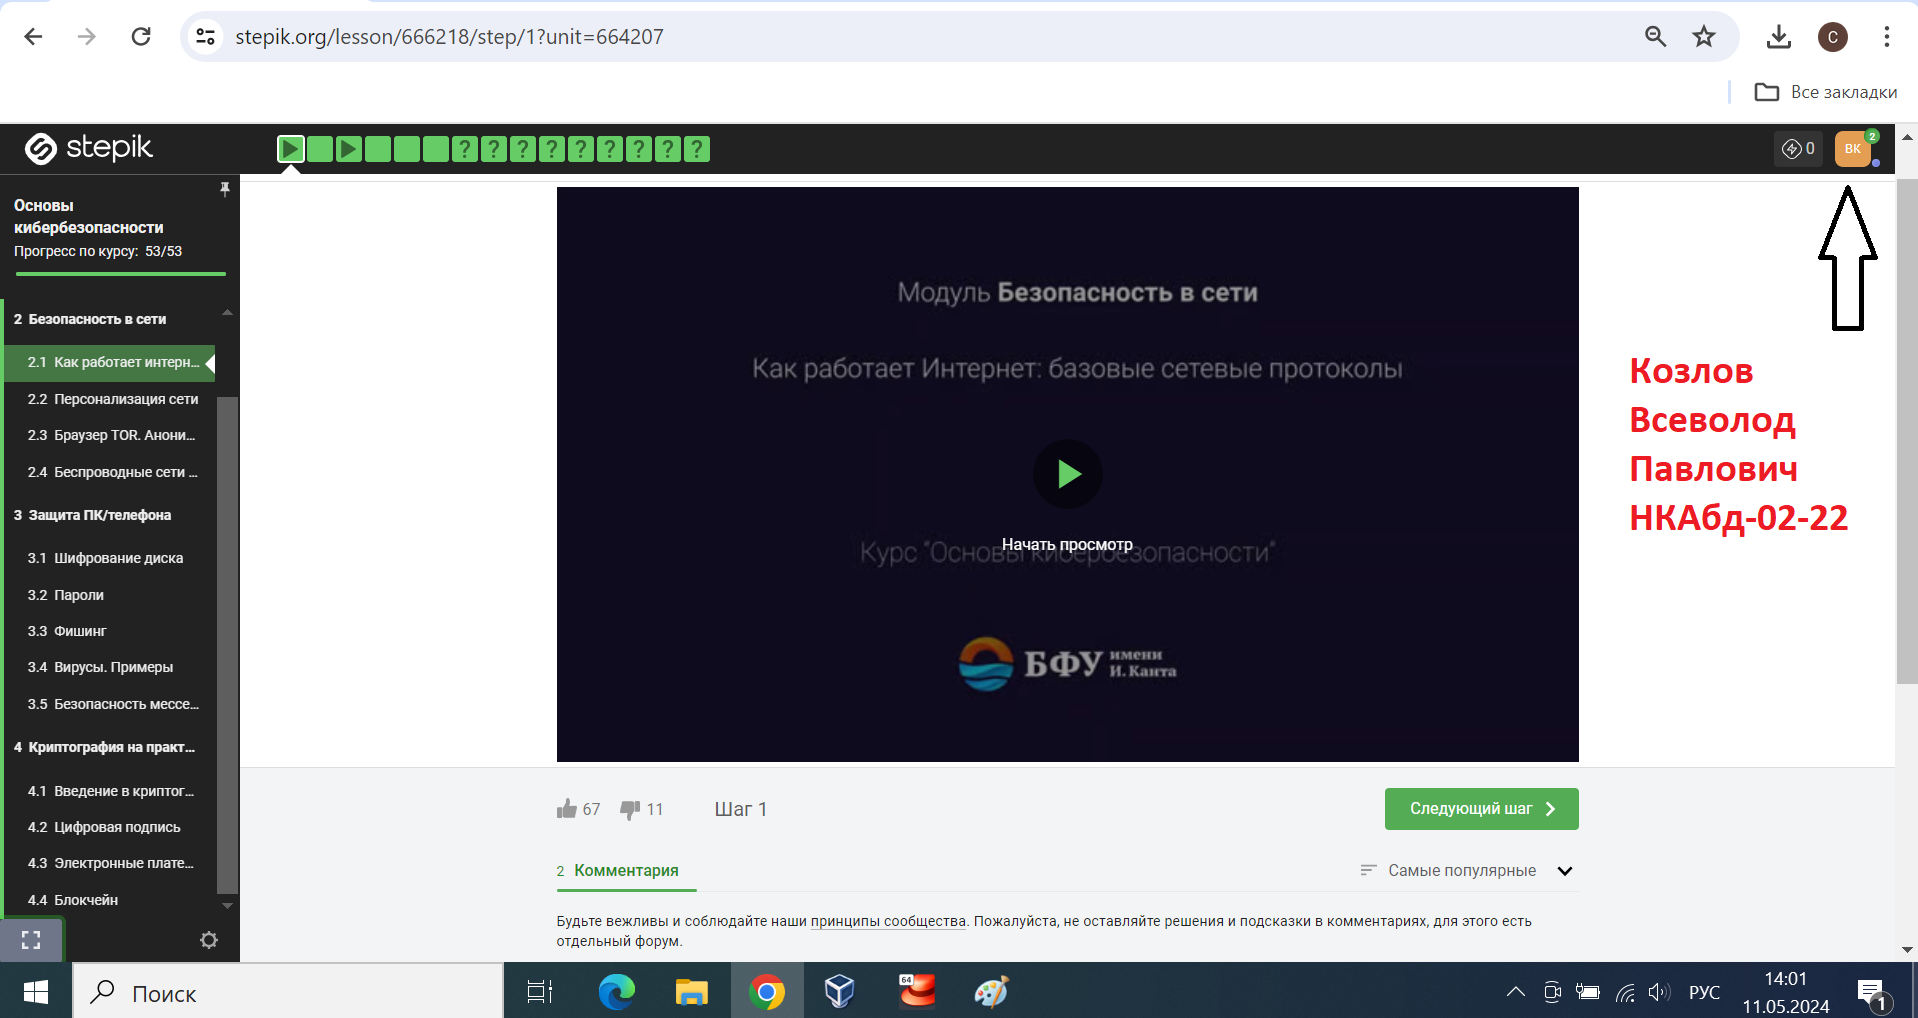 stepik.org/lesson/666218/step/1?unit=664207
С
Все закладки
stepik
? ? ? ? ? ? ? ? ?
0
ВК
2
Основы
кибербезопасности
Прогресс по курсу: 53/53
2 Безопасность в сети
2.1 Как работает интерн...
2.2 Персонализация сети
2.3 Браузер TOR. Анони...
2.4 Беспроводные сети ...
3 Защита ПК/телефона
3.1 Шифрование диска
3.2 Пароли
3.3 Фишинг
3.4 Вирусы. Примеры
3.5 Безопасность мессе...
4 Криптография на практ...
4.1 Введение в криптог...
4.2 Цифровая подпись
4.3 Электронные плате...
4.4 Блокчейн
Модуль Безопасность в сети
Как работает Интернет: базовые сетевые протоколы
Начать просмотр
Курс "Основы кибербезопасности"
БФУ имени
И. Канта
Козлов
Всеволод
Павлович
НКАбд-02-22
67 11 Шаг 1
Следующий шаг
2 Комментария
Самые популярные
Будьте вежливы и соблюдайте наши принципы сообщества. Пожалуйста, не оставляйте решения и подсказки в комментариях, для этого есть
отдельный форум.
Поиск
64
РУС
14:01
11.05.2024
1